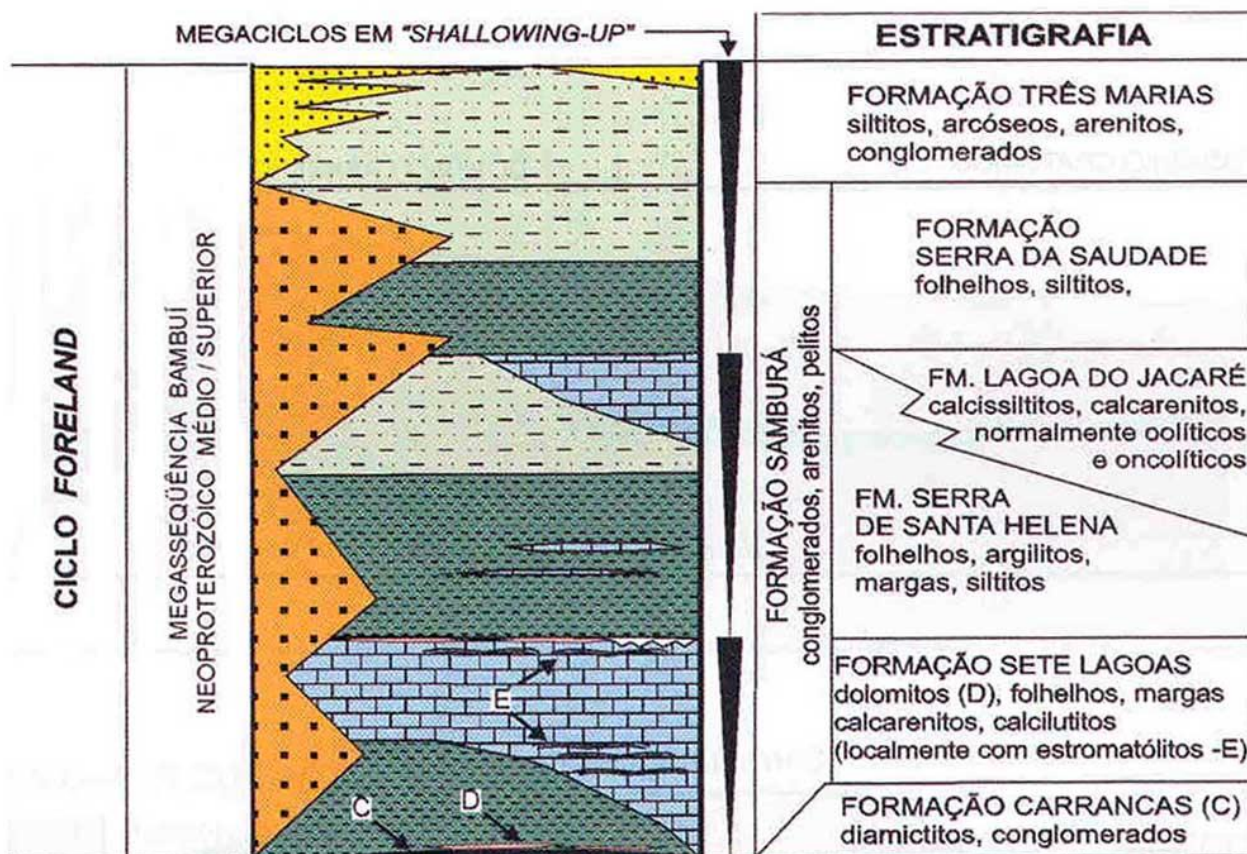 MEGACICLOS EM "SHALLOWING-UP"
ESTRATIGRAFIA
CICLO FORELAND
MEGASSEQÜÊNCIA BAMBUÍ
NEOPROTEROZÓICO MÉDIO / SUPERIOR
E
C
D
FORMAÇÃO TRÊS MARIAS
siltitos, arcóseos, arenitos,
conglomerados
FORMAÇÃO SAMBURÁ
conglomerados, arenitos, pelitos
FORMAÇÃO
SERRA DA SAUDADE
folhelhos, siltitos,
FM. LAGOA DO JACARÉ
calcissiltitos, calcarenitos,
normalmente oolíticos
e oncolíticos
FM. SERRA
DE SANTA HELENA
folhelhos, argilitos,
margas, siltitos
FORMAÇÃO SETE LAGOAS
dolomitos (D), folhelhos, margas
calcarenitos, calcilutitos
(localmente com estromatólitos -E)
FORMAÇÃO CARRANCAS (C)
diamictitos, conglomerados